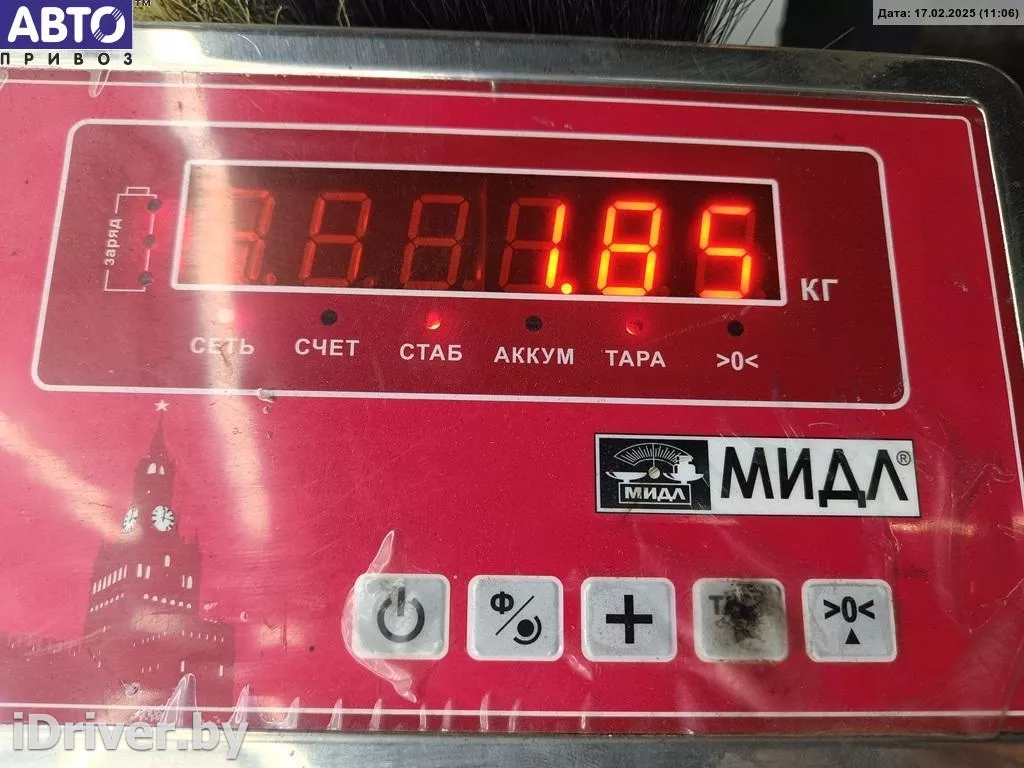 АВТО™
ПРИВОЗ
Дата: 17.02.2025 (11:06)
заряд
1.85
КГ
СЕТЬ СЧЕТ СТАБ АККУМ ТАРА >0<
МИДЛ МИДЛ®
Ф + >0<
iDriver.by